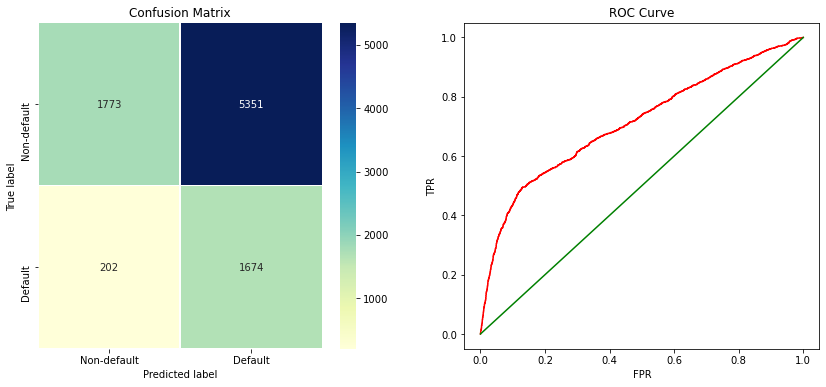 Confusion Matrix
True label
Non-default
Default
1773
5351
202
1674
Non-default
Default
Predicted label
5000
4000
3000
2000
1000
ROC Curve
TPR
1.0
0.8
0.6
0.4
0.2
0.0
0.0
0.2
0.4
0.6
0.8
1.0
FPR